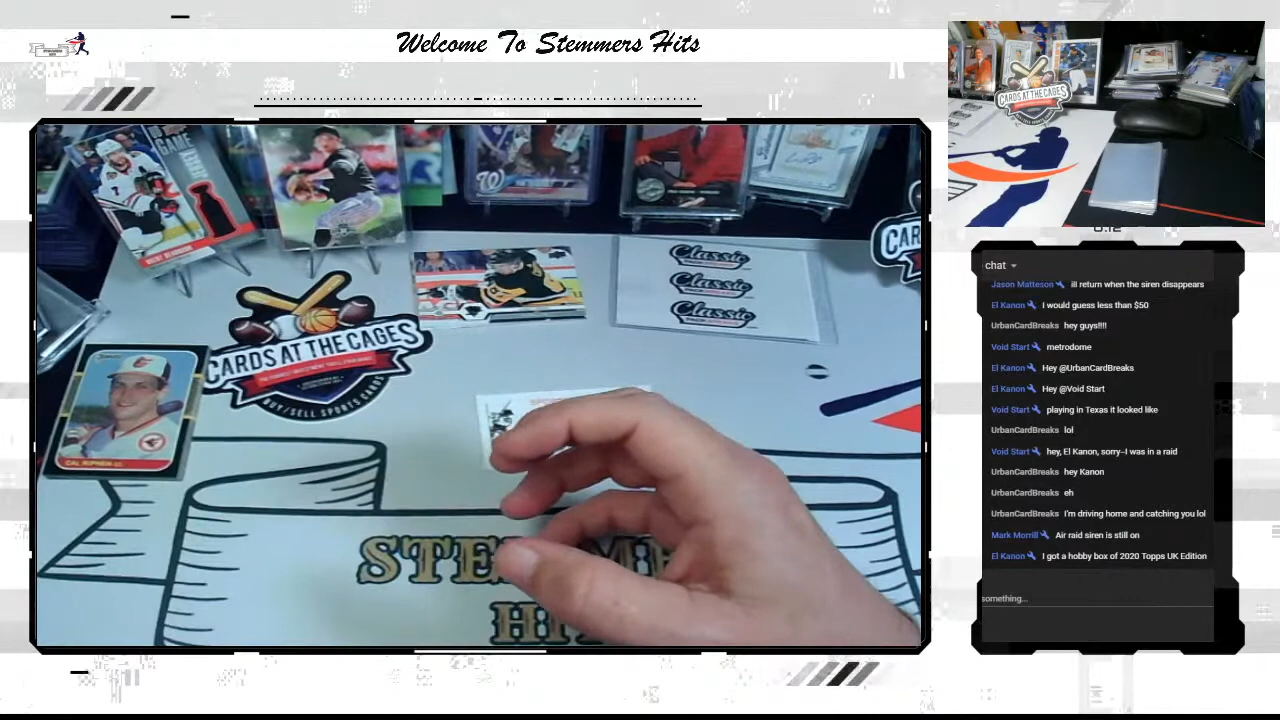 Welcome To Stemmers Hits
GAME
CARDS AT THE CAGES
BUY/SELL SPORTS CARDS
Classic
Classic
Classic
CAR
Donruss
CAL RIPKEN
STEMME
HI
CARDS AT THE CAGES
chat
Jason Matteson ill return when the siren disappears
El Kanon I would guess less than $50
UrbanCardBreaks hey guys!!!!
Void Start metrodome
El Kanon Hey @UrbanCardBreaks
El Kanon Hey @Void Start
Void Start playing in Texas it looked like
UrbanCardBreaks lol
Void Start hey, El Kanon, sorry--I was in a raid
UrbanCardBreaks hey Kanon
UrbanCardBreaks eh
UrbanCardBreaks I'm driving home and catching you lol
Mark Morrill Air raid siren is still on
El Kanon I got a hobby box of 2020 Topps UK Edition
something...